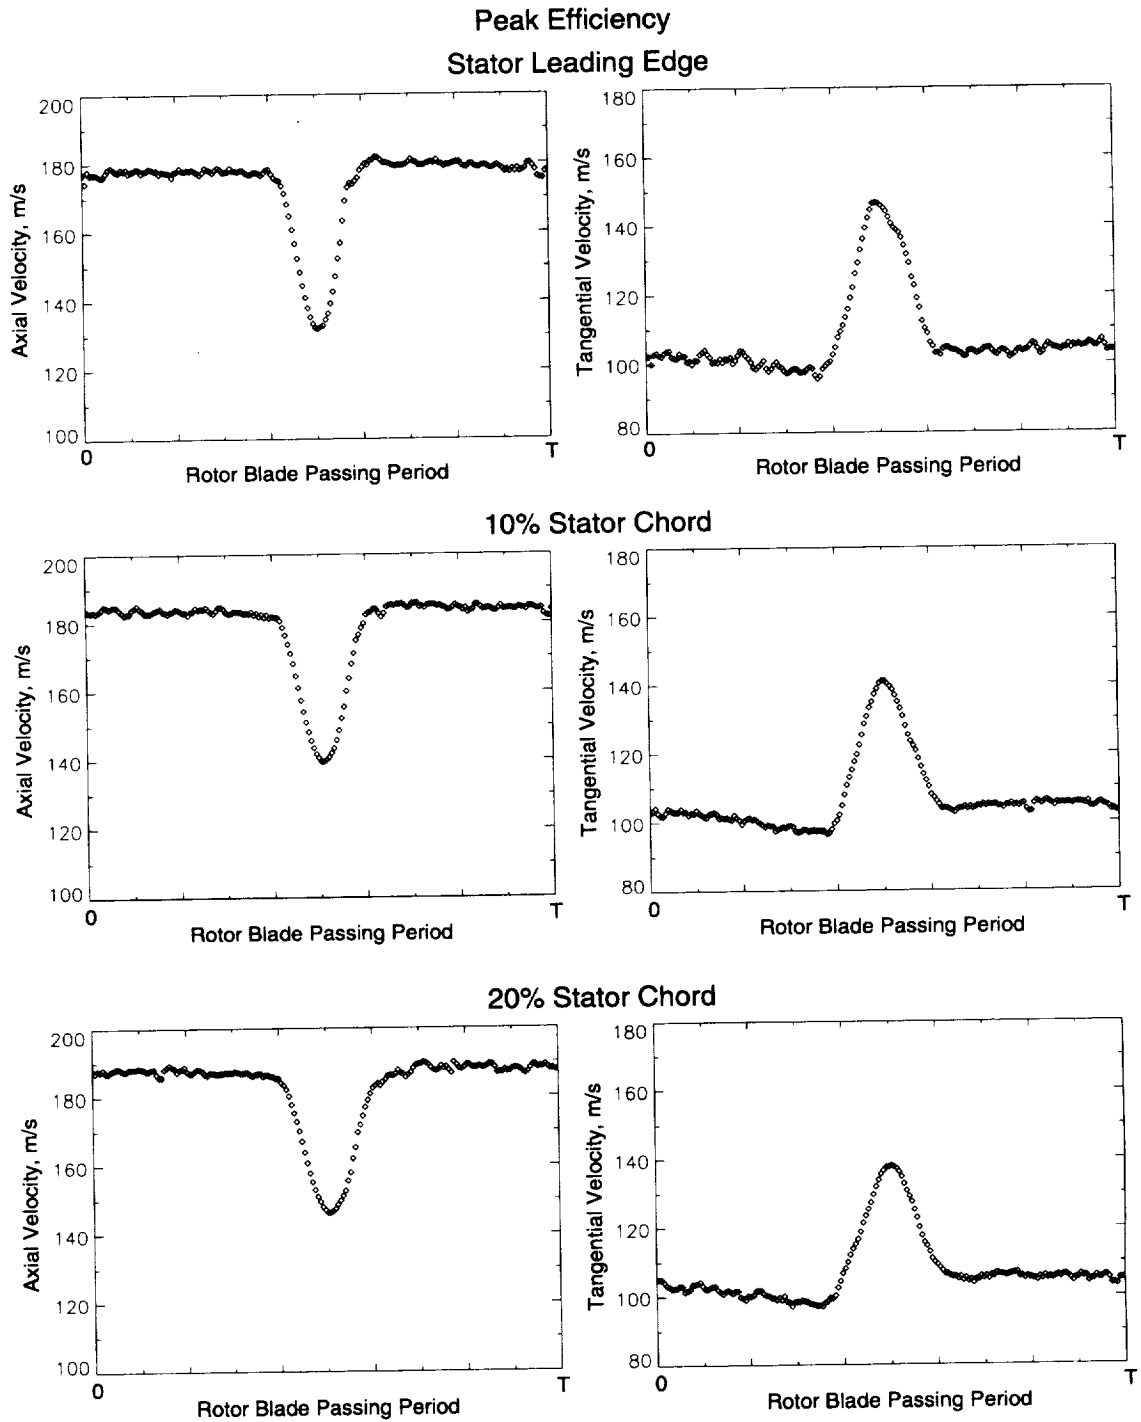 Peak Efficiency
Stator Leading Edge
Axial Velocity, m/s
200
180
160
140
120
100
0
T
Rotor Blade Passing Period
Tangential Velocity, m/s
180
160
140
120
100
80
0
T
Rotor Blade Passing Period
10% Stator Chord
Axial Velocity, m/s
200
180
160
140
120
100
0
T
Rotor Blade Passing Period
Tangential Velocity, m/s
180
160
140
120
100
80
0
T
Rotor Blade Passing Period
20% Stator Chord
Axial Velocity, m/s
200
180
160
140
120
100
0
T
Rotor Blade Passing Period
Tangential Velocity, m/s
180
160
140
120
100
80
0
T
Rotor Blade Passing Period